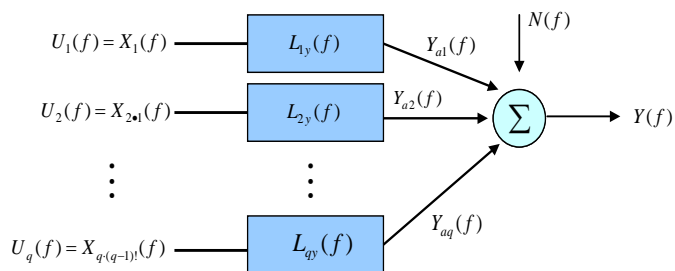 N(f)
U_1(f) = X_1(f) L_{1y}(f) Y_{a1}(f)
U_2(f) = X_{2•1}(f) L_{2y}(f) Y_{a2}(f) Σ Y(f)
⋮ ⋮
U_q(f) = X_{q·(q-1)!}(f) L_{qy}(f) Y_{aq}(f)